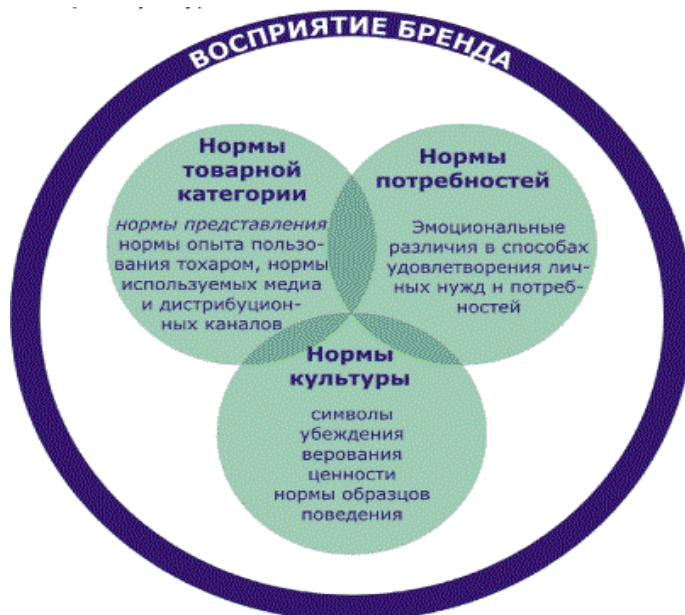 ВОСПРИЯТИЕ БРЕНДА
Нормы
товарной
категории
нормы представления
нормы опыта пользо-
вания тохаром, нормы
используемых медиа
и дистрибуцион-
ных каналов
Нормы
потребностей
Эмоциональные
различия в способах
удовлетворения лич-
ных нужд н потреб-
ностей
Нормы
культуры
символы
убеждения
верования
ценности
нормы образцов
поведения